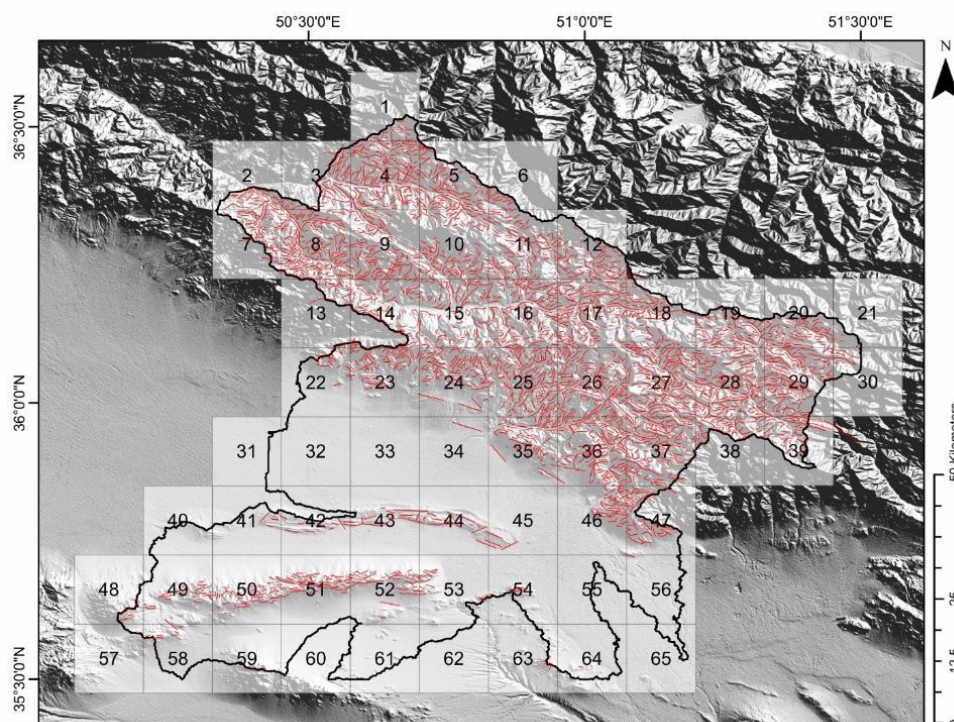 50°30'0"E 51°0'0"E 51°30'0"E
N
1
36°30'0"N
2 3 4 5 6
7 8 9 10 11 12
13 14 15 16 17 18 19 20 21
22 23 24 25 26 27 28 29 30
36°0'0"N
31 32 33 34 35 36 37 38 39
40 41 42 43 44 45 46 47
50 Kilometers
48 49 50 51 52 53 54 55 56
25
57 58 59 60 61 62 63 64 65
12.5
35°30'0"N